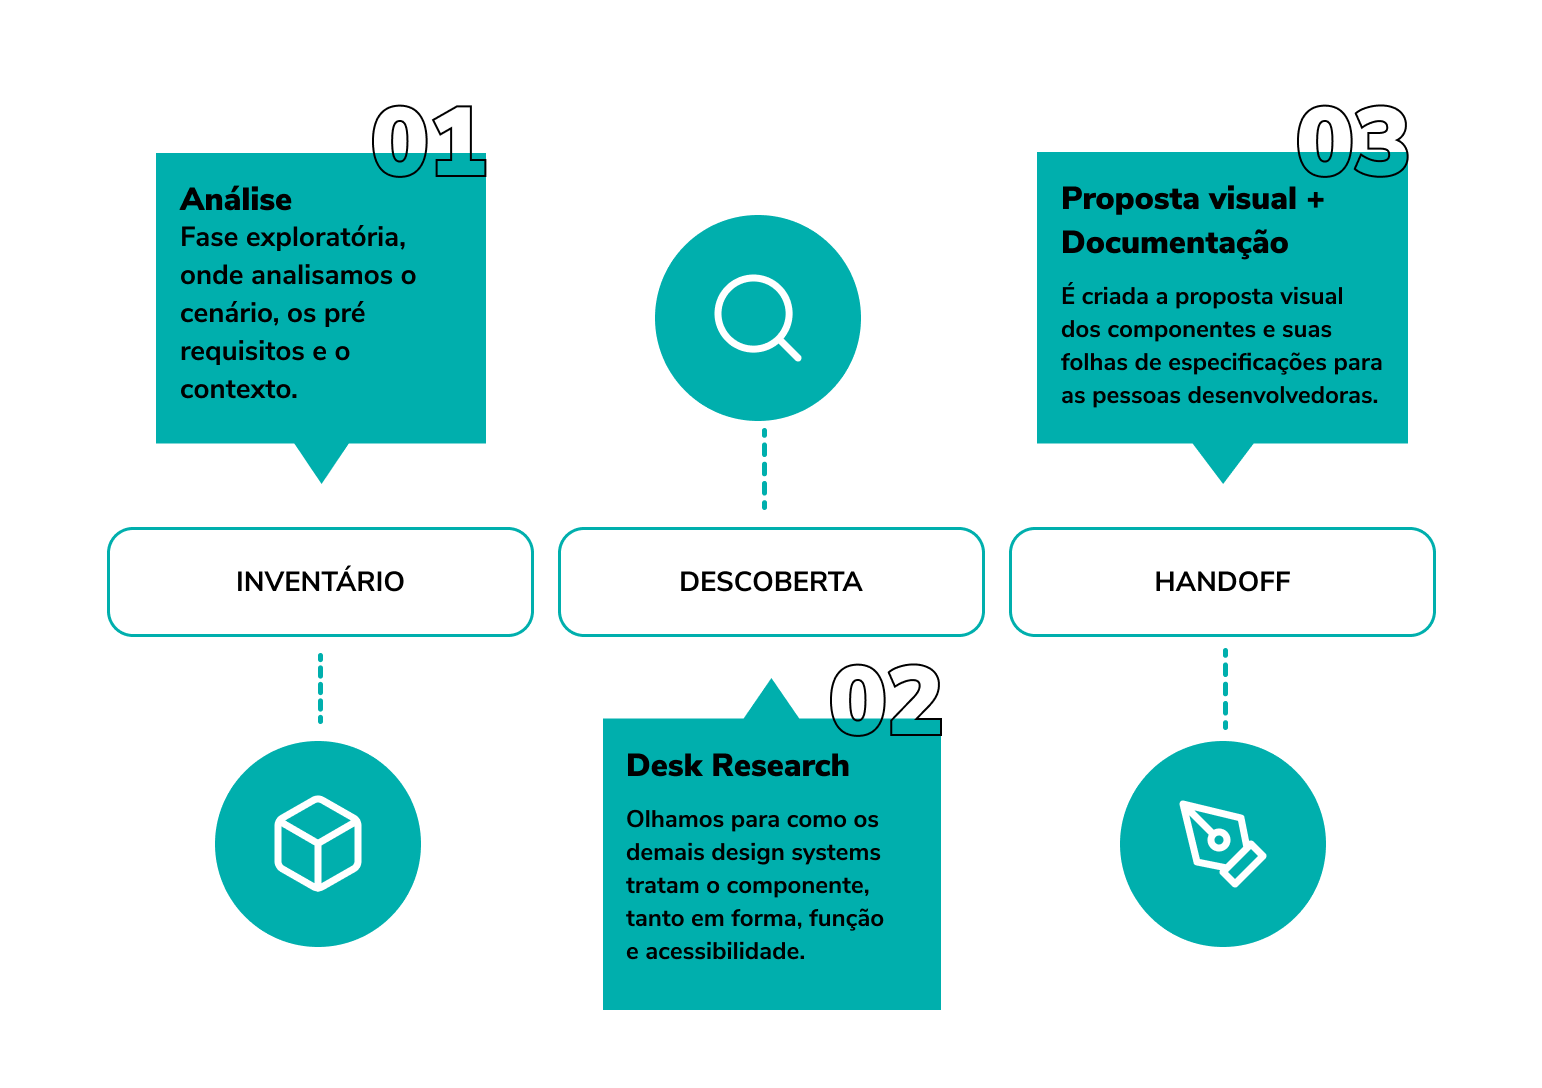 01
Análise
Fase exploratória,
onde analisamos o
cenário, os pré
requisitos e o
contexto.
INVENTÁRIO
DESCOBERTA
02
Desk Research
Olhamos para como os
demais design systems
tratam o componente,
tanto em forma, função
e acessibilidade.
03
Proposta visual +
Documentação
É criada a proposta visual
dos componentes e suas
folhas de especificações para
as pessoas desenvolvedoras.
HANDOFF